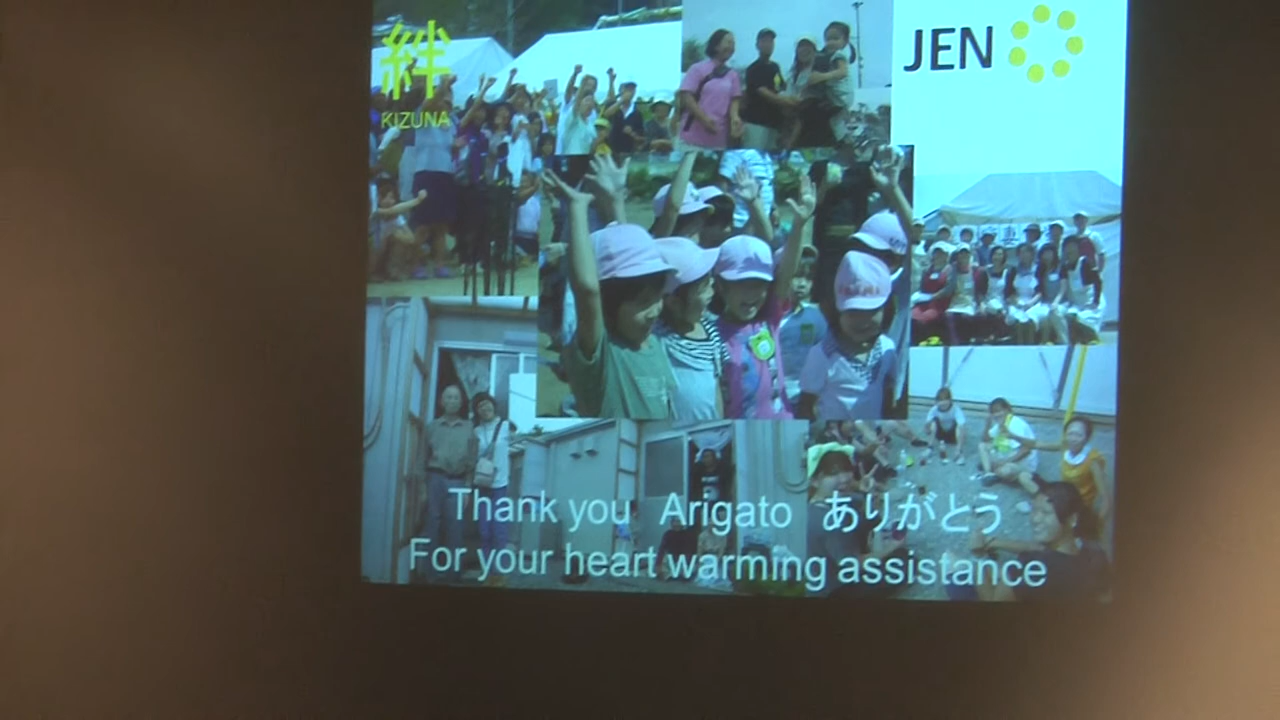 絆
KIZUNA
JEN
Thank you Arigato ありがとう
For your heart warming assistance